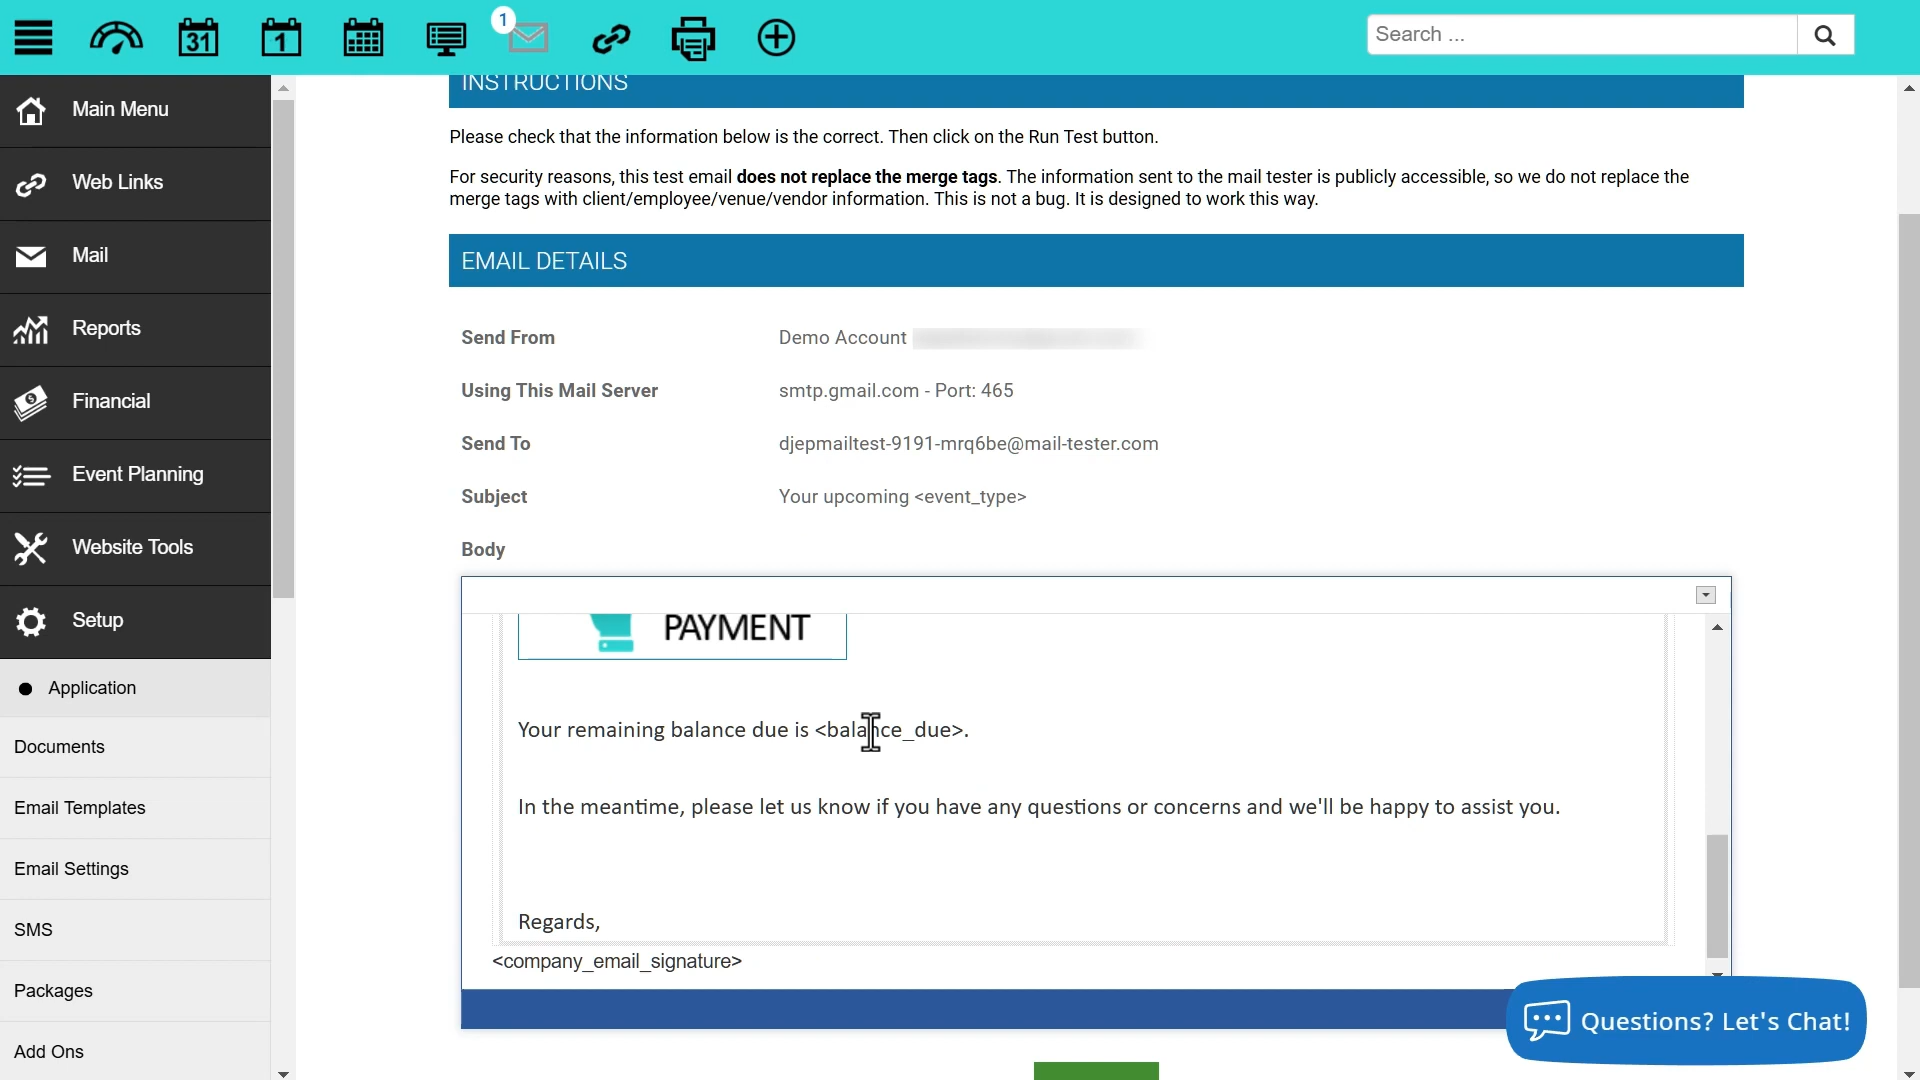 31
1
1
Search ...
Main Menu
Web Links
Mail
Reports
Financial
Event Planning
Website Tools
Setup
Application
Documents
Email Templates
Email Settings
SMS
Packages
Add Ons
INSTRUCTIONS
Please check that the information below is the correct. Then click on the Run Test button.
For security reasons, this test email does not replace the merge tags. The information sent to the mail tester is publicly accessible, so we do not replace the
merge tags with client/employee/venue/vendor information. This is not a bug. It is designed to work this way.
EMAIL DETAILS
Send From Demo Account
Using This Mail Server smtp.gmail.com - Port: 465
Send To djepmailtest-9191-mrq6be@mail-tester.com
Subject Your upcoming <event_type>
Body
PAYMENT
Your remaining balance due is <balance_due>.
In the meantime, please let us know if you have any questions or concerns and we'll be happy to assist you.
Regards,
<company_email_signature>
Questions? Let's Chat!